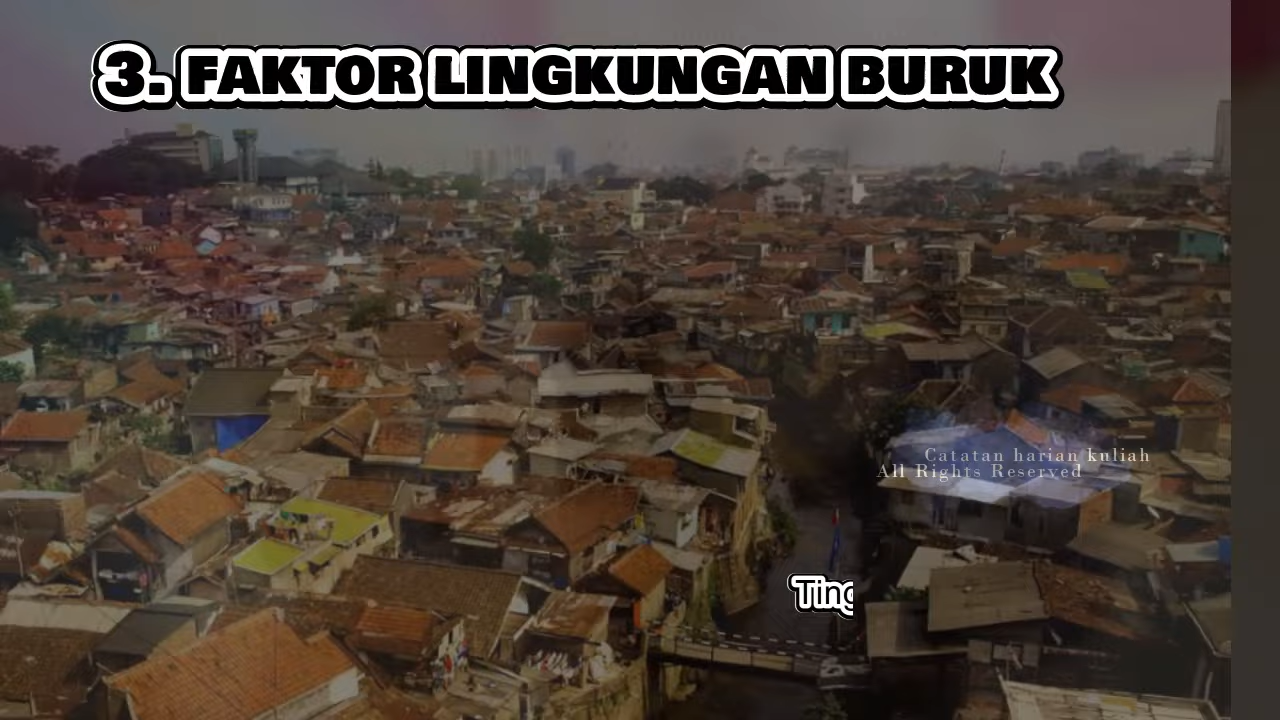 3. FAKTOR LINGKUNGAN BURUK
Catatan harian kuliah
All Rights Reserved
Ting